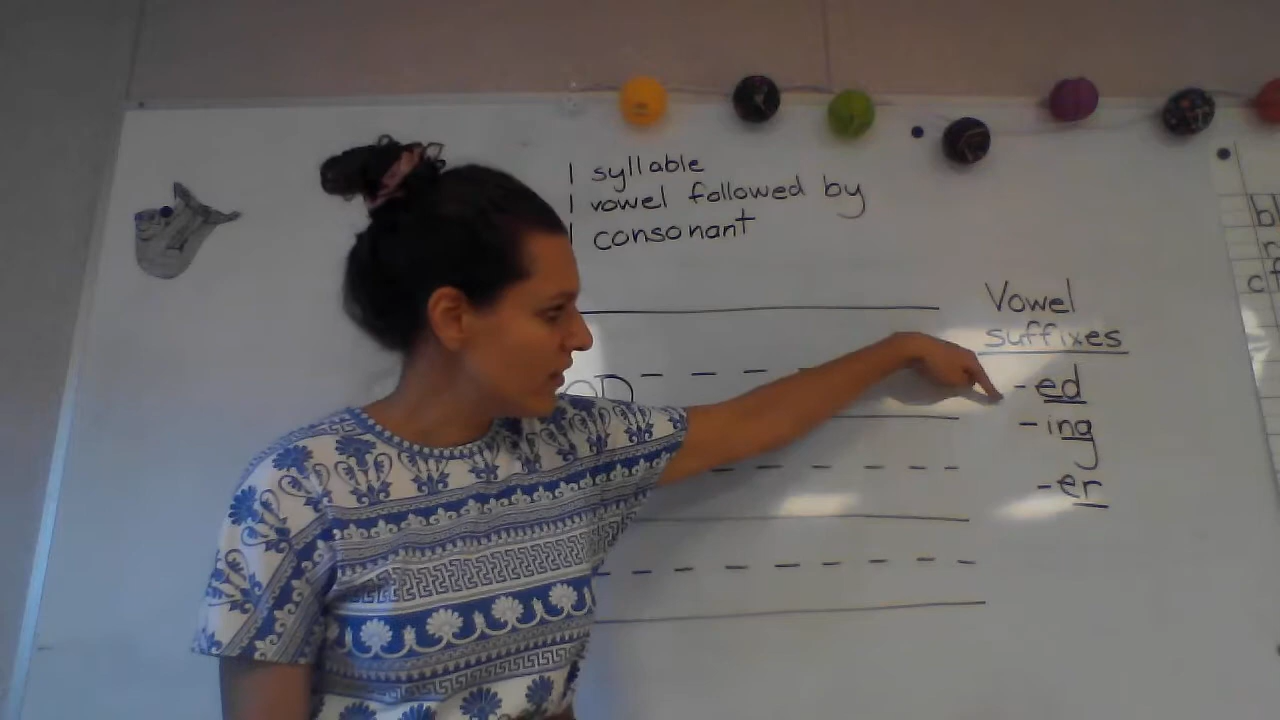 1 syllable
1 vowel followed by
1 consonant
Vowel
suffixes
-ed
-ing
-er